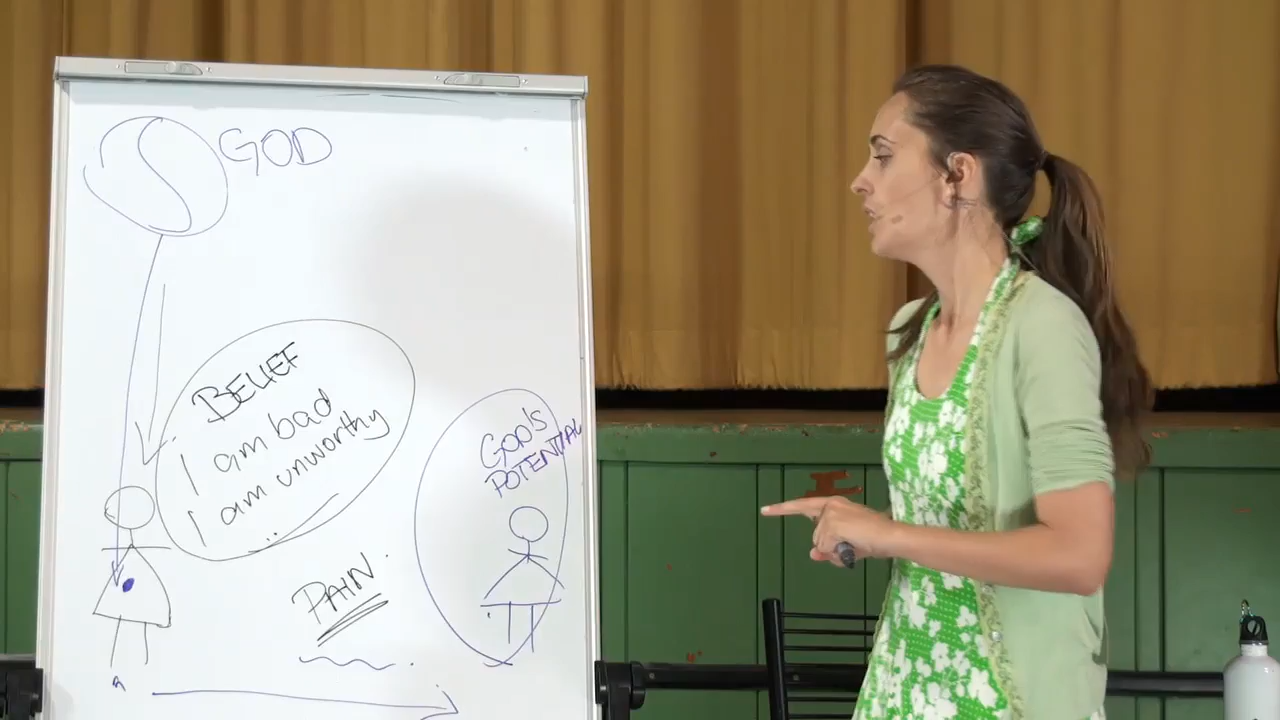 GOD
BELIEF
I am bad
I am unworthy
...
GOD'S
POTENTIAL
PAIN